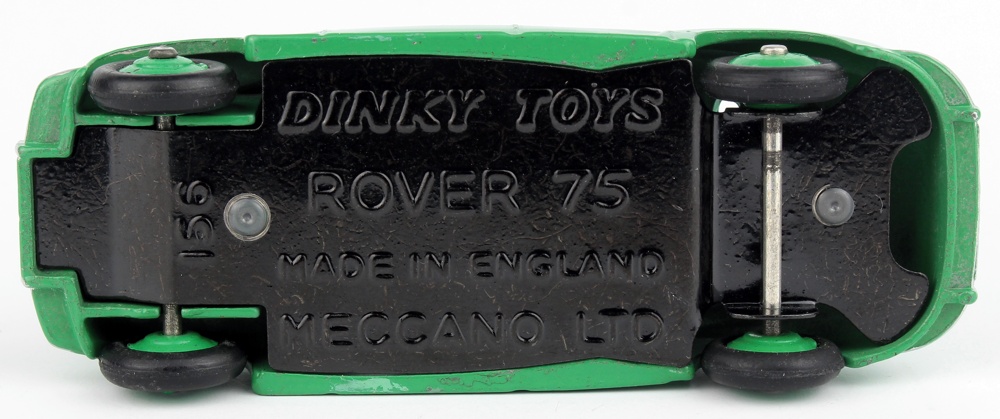 DINKY TOYS
ROVER 75
MADE IN ENGLAND
MECCANO LTD
156